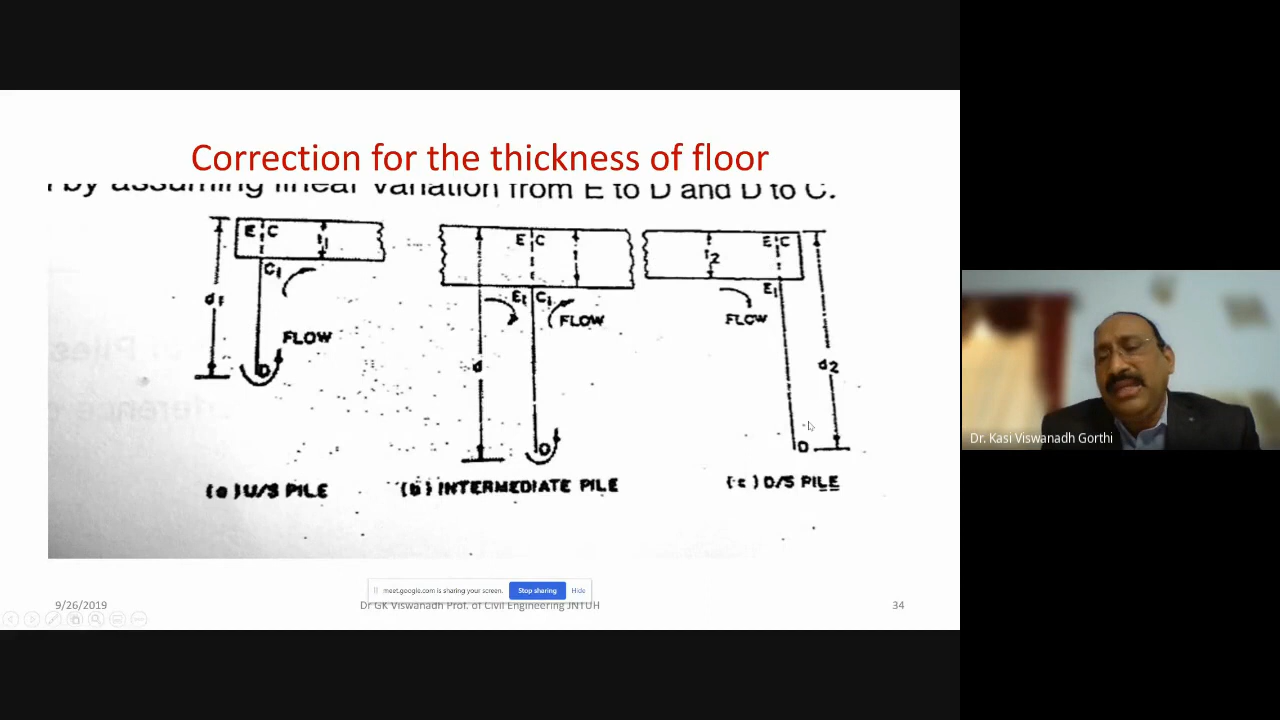 Correction for the thickness of floor
by assuming linear variation from E to D and D to C.
E C
t1
C1
d1
FLOW
D
(a) U/S PILE
E C
t
E1 C1
FLOW
d
D
(b) INTERMEDIATE PILE
t2
E C
E1
FLOW
d2
D
(c) D/S PILE
meet.google.com is sharing your screen.
Stop sharing
Hide
9/26/2019
Dr GK Viswanadh Prof. of Civil Engineering JNTUH
34
Dr. Kasi Viswanadh Gorthi